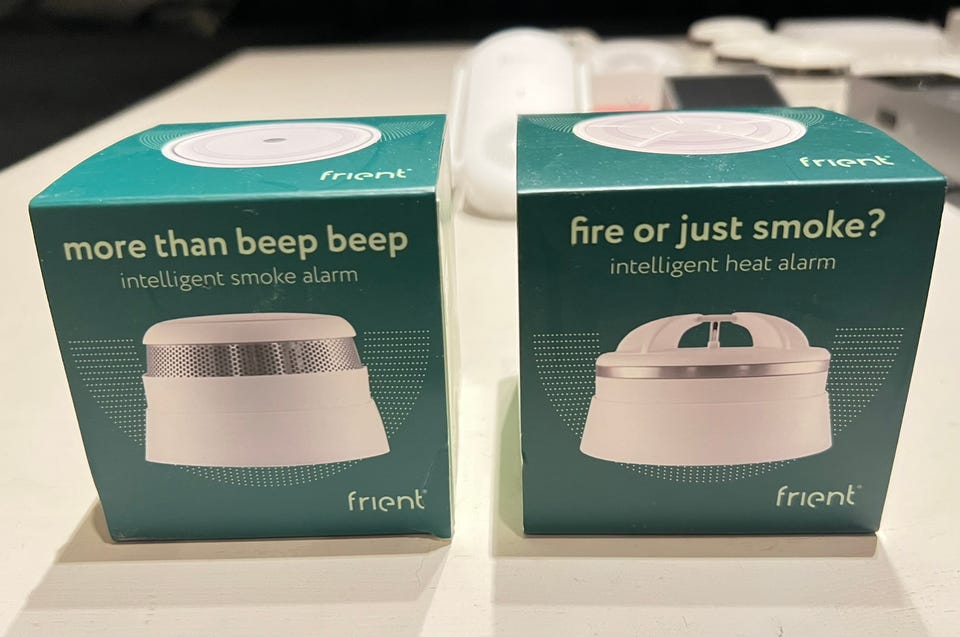 frient
more than beep beep
intelligent smoke alarm
frient
frient
fire or just smoke?
intelligent heat alarm
frient